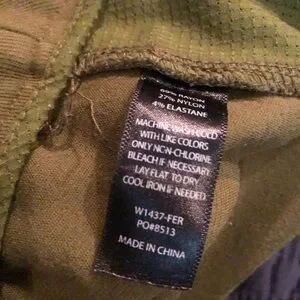 69% RAYON
27% NYLON
4% ELASTANE
MACHINE WASH COLD
WITH LIKE COLORS
ONLY NON-CHLORINE
BLEACH IF NECESSARY
LAY FLAT TO DRY
COOL IRON IF NEEDED
W1437-FER
PO#8513
MADE IN CHINA